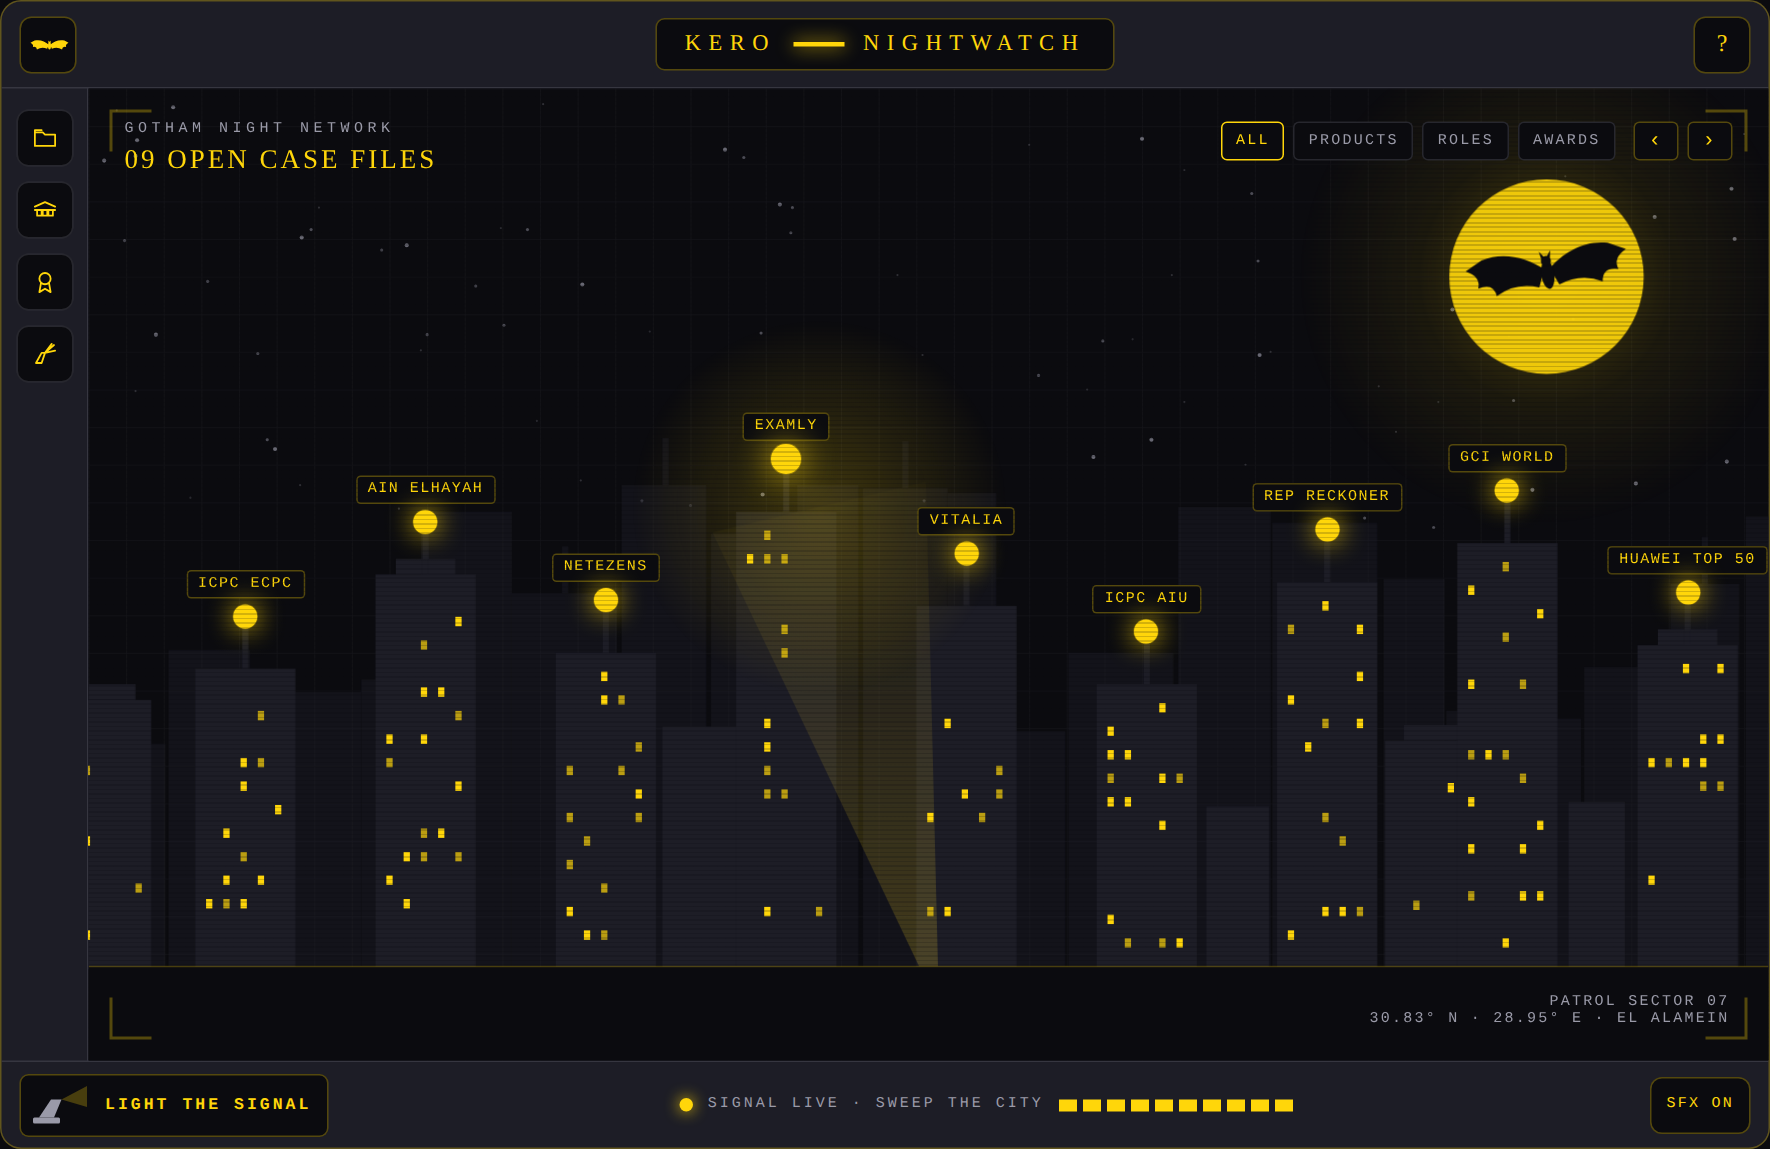 KERO NIGHTWATCH
?
GOTHAM NIGHT NETWORK
09 OPEN CASE FILES
ALL PRODUCTS ROLES AWARDS ‹ ›
EXAMLY
GCI WORLD
AIN ELHAYAH
REP RECKONER
VITALIA
HUAWEI TOP 50
NETEZENS
ICPC ECPC
ICPC AIU
PATROL SECTOR 07
30.83° N · 28.95° E · EL ALAMEIN
LIGHT THE SIGNAL
SIGNAL LIVE · SWEEP THE CITY
SFX ON